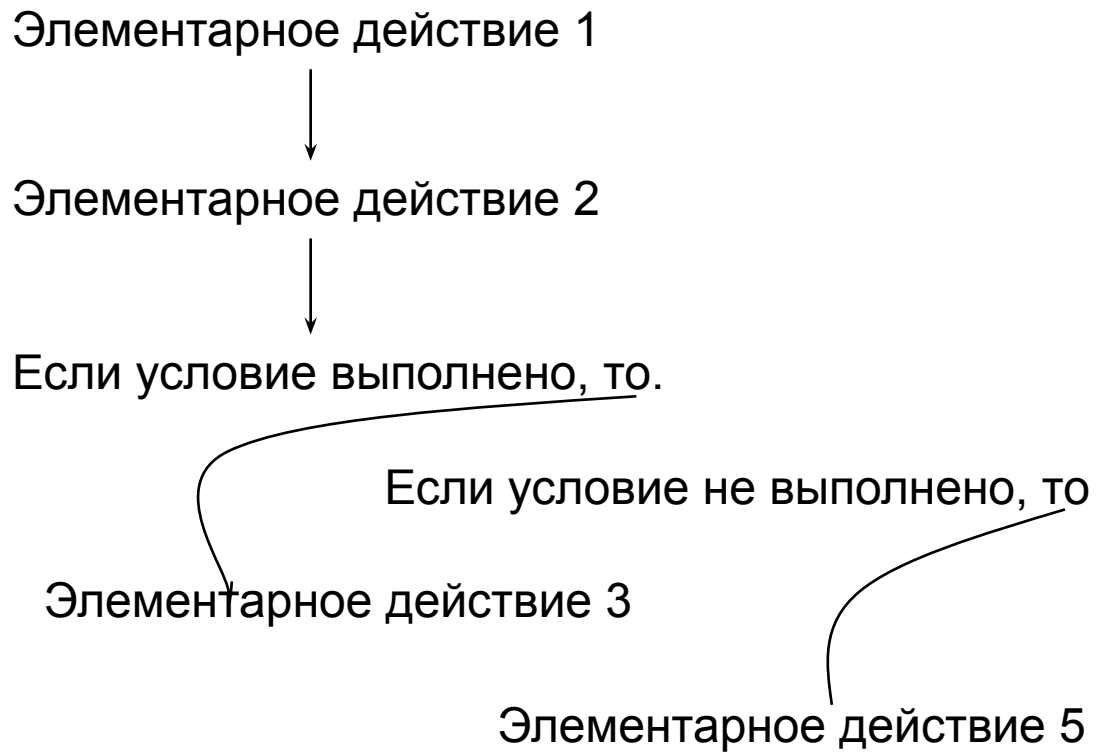 Элементарное действие 1
Элементарное действие 2
Если условие выполнено, то.
Если условие не выполнено, то
Элементарное действие 3
Элементарное действие 5